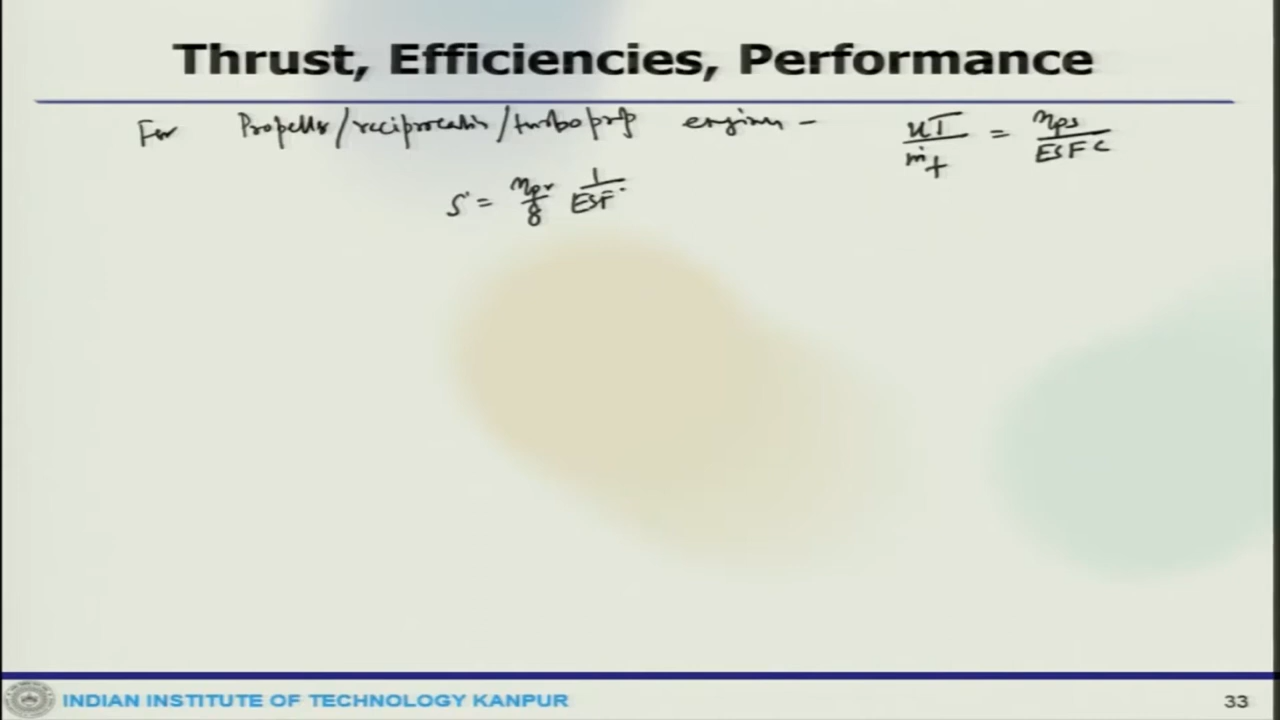 Thrust, Efficiencies, Performance
For Propeller/reciprocating/turboprop engines – uT/ṁf = ηpr/ESFC
S = ηpr/g 1/ESF
INDIAN INSTITUTE OF TECHNOLOGY KANPUR
33